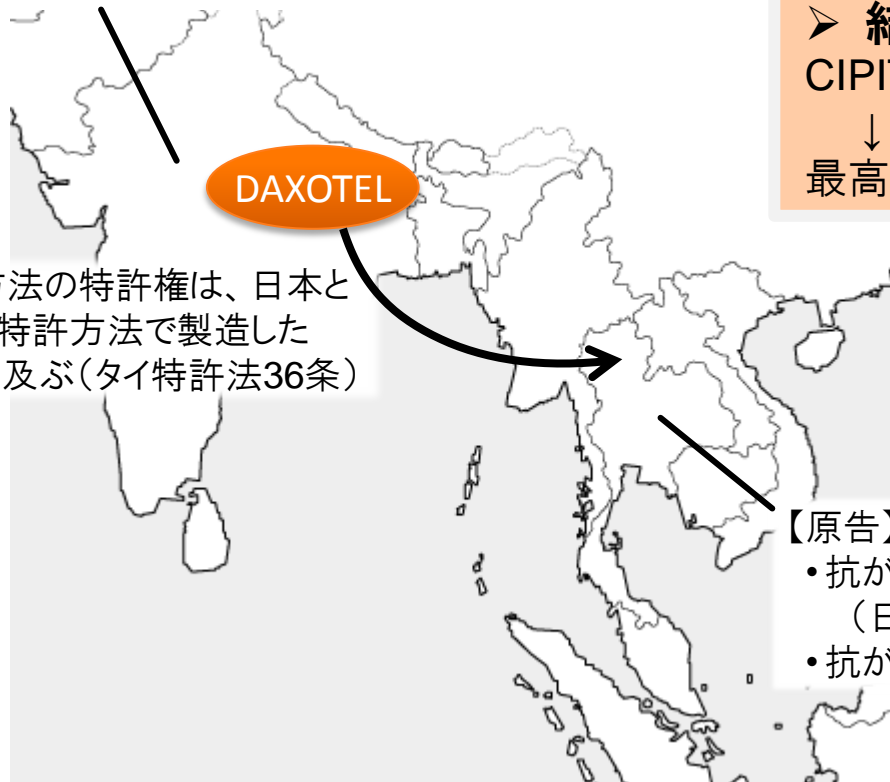 ➢ 結
CIPIT
↓
最高
DAXOTEL
方法の特許権は、日本と
特許方法で製造した
及ぶ（タイ特許法36条）
【原告】
•抗が
（日
•抗が